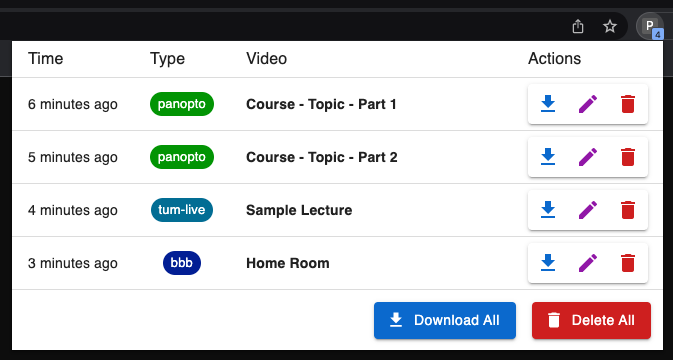 P
4
Time Type Video Actions
6 minutes ago panopto Course - Topic - Part 1
5 minutes ago panopto Course - Topic - Part 2
4 minutes ago tum-live Sample Lecture
3 minutes ago bbb Home Room
Download All Delete All